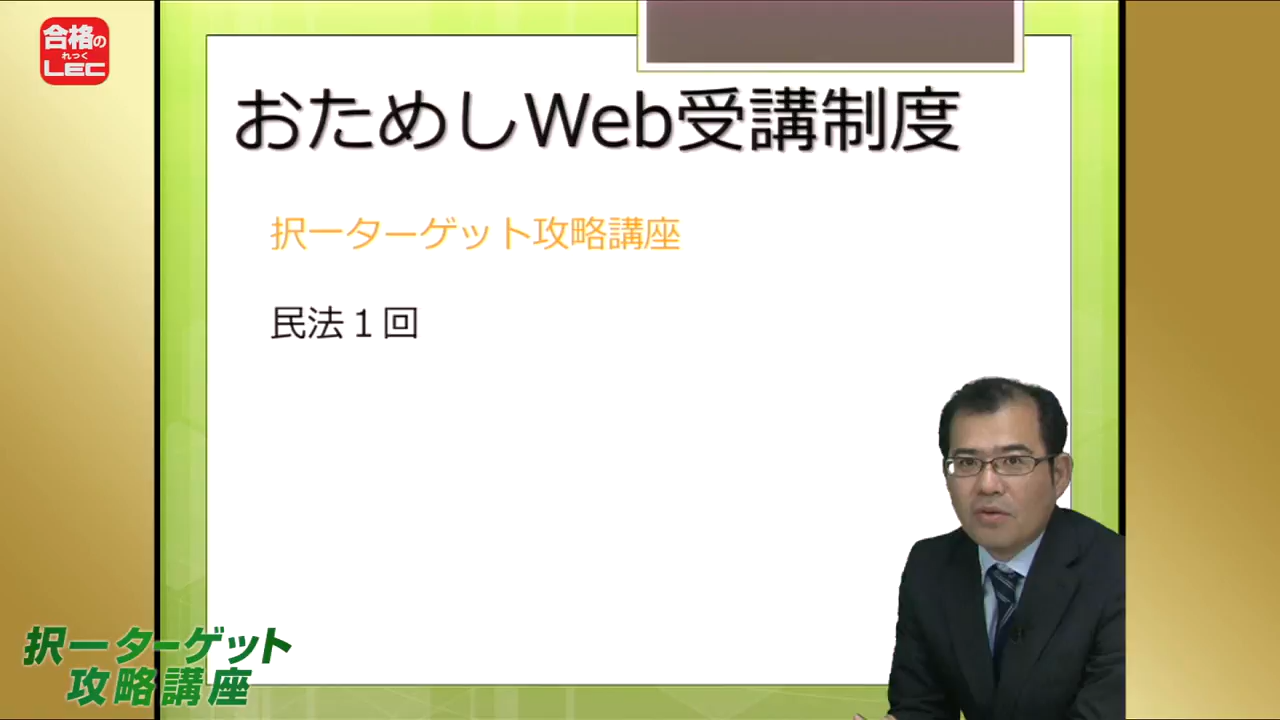 合格の
れっく
LEC
おためしWeb受講制度
択一ターゲット攻略講座
民法１回
択一ターゲット
攻略講座